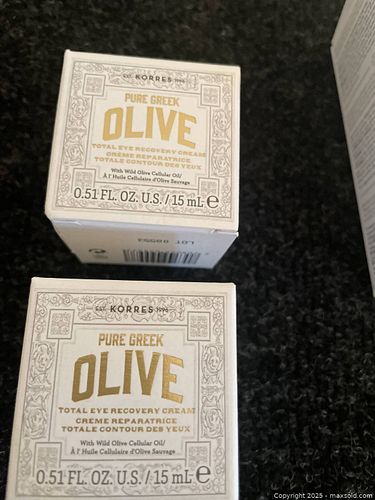 EST. KORRES 1996
PURE GREEK
OLIVE
TOTAL EYE RECOVERY CREAM
CRÈME RÉPARATRICE
TOTALE CONTOUR DES YEUX
With Wild Olive Cellular Oil/
À l'Huile Cellulaire d'Olive Sauvage
0.51 FL. OZ. U.S. / 15 mL e
EST. KORRES 1996
PURE GREEK
OLIVE
TOTAL EYE RECOVERY CREAM
CRÈME RÉPARATRICE
TOTALE CONTOUR DES YEUX
With Wild Olive Cellular Oil/
À l'Huile Cellulaire d'Olive Sauvage
0.51 FL. OZ. U.S. / 15 mL e
Copyright © 2025 - maxsold.com